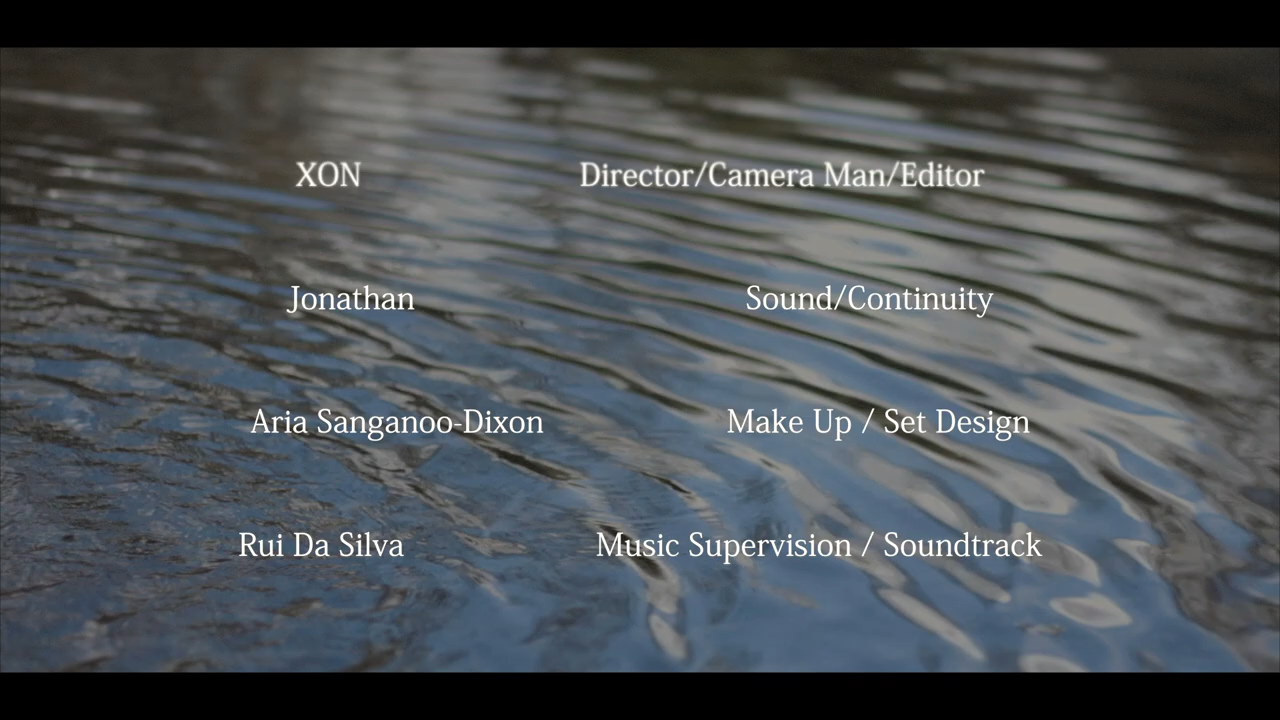 XON Director/Camera Man/Editor
Jonathan Sound/Continuity
Aria Sanganoo-Dixon Make Up / Set Design
Rui Da Silva Music Supervision / Soundtrack